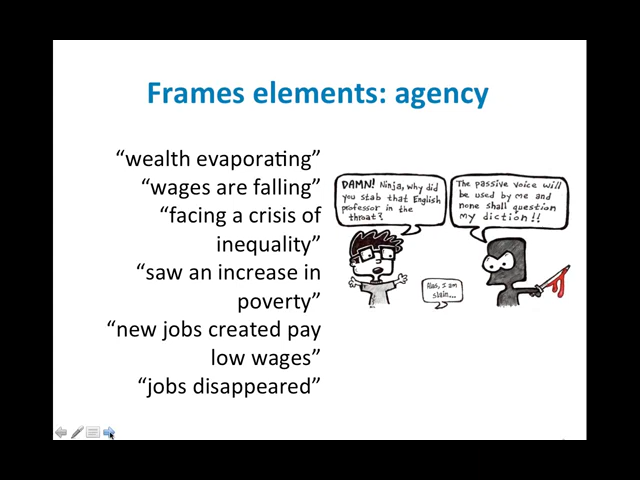 Frames elements: agency
“wealth evaporating”
“wages are falling”
“facing a crisis of
inequality”
“saw an increase in
poverty”
“new jobs created pay
low wages”
“jobs disappeared”
DAMN! Ninja, why did
you stab that English
professor in the
throat?
The passive voice will
be used by me and
none shall question
my diction!!
Alas, I am
slain...